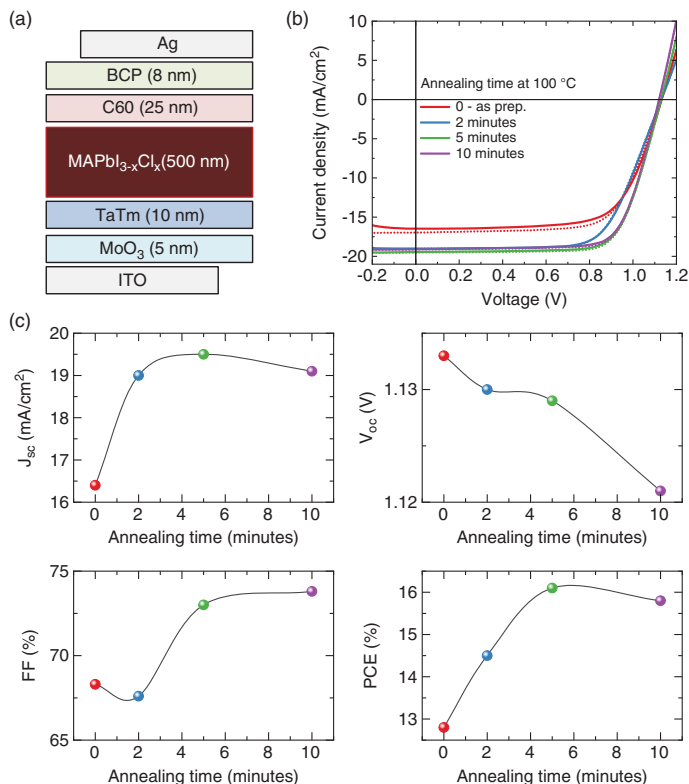 (a)
Ag
BCP (8 nm)
C60 (25 nm)
MAPbI3-xClx(500 nm)
TaTm (10 nm)
MoO3 (5 nm)
ITO
(b)
10
5
0
-5
-10
-15
-20
Current density (mA/cm2)
Annealing time at 100 °C
0 - as prep.
2 minutes
5 minutes
10 minutes
-0.2 0.0 0.2 0.4 0.6 0.8 1.0 1.2
Voltage (V)
(c)
20
19
18
17
16
Jsc (mA/cm2)
0 2 4 6 8 10
Annealing time (minutes)
1.13
1.12
Voc (V)
0 2 4 6 8 10
Annealing time (minutes)
75
70
65
FF (%)
0 2 4 6 8 10
Annealing time (minutes)
16
15
14
13
PCE (%)
0 2 4 6 8 10
Annealing time (minutes)